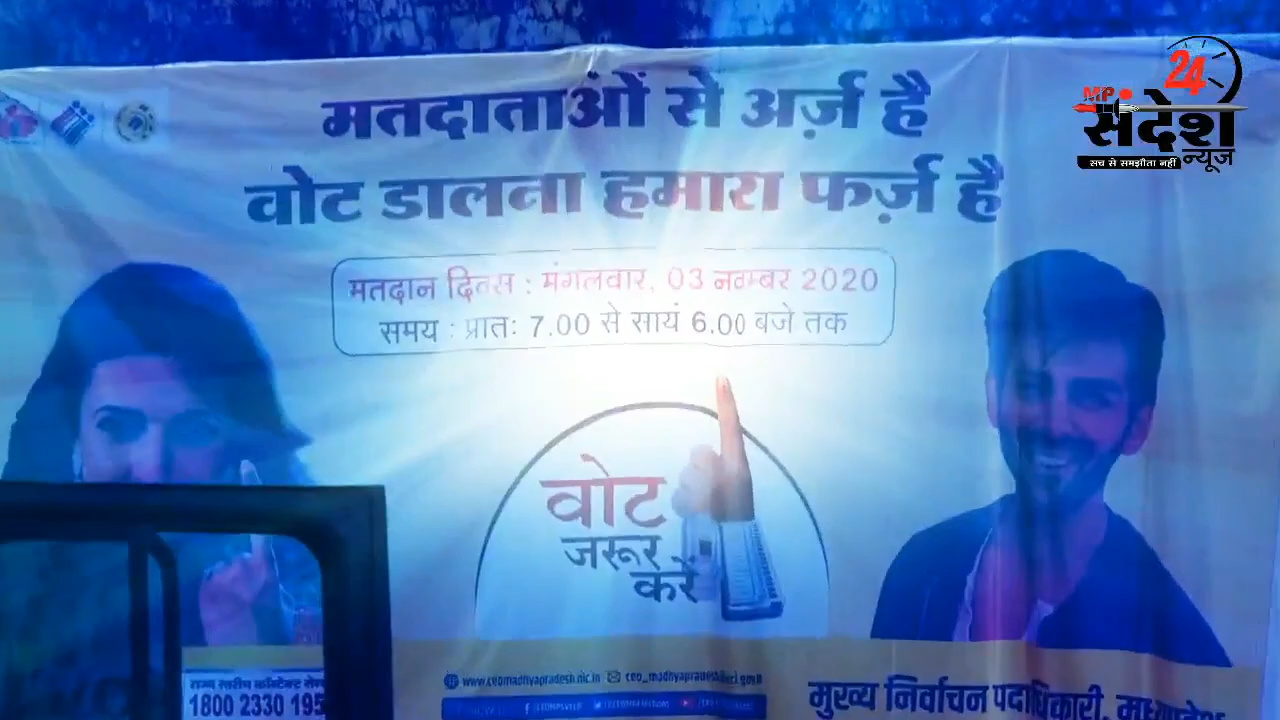 मतदाताओं से अर्ज़ है
वोट डालना हमारा फर्ज़ है
मतदान दिवस : मंगलवार, 03 नवम्बर 2020
समय : प्रातः 7.00 से सायं 6.00 बजे तक
वोट
जरूर
करें
1800 2330 195
www.ceomadhyapradesh.nic.in
मुख्य निर्वाचन पदाधिकारी,
MP
24
संदेश
न्यूज
सच से समझौता नहीं